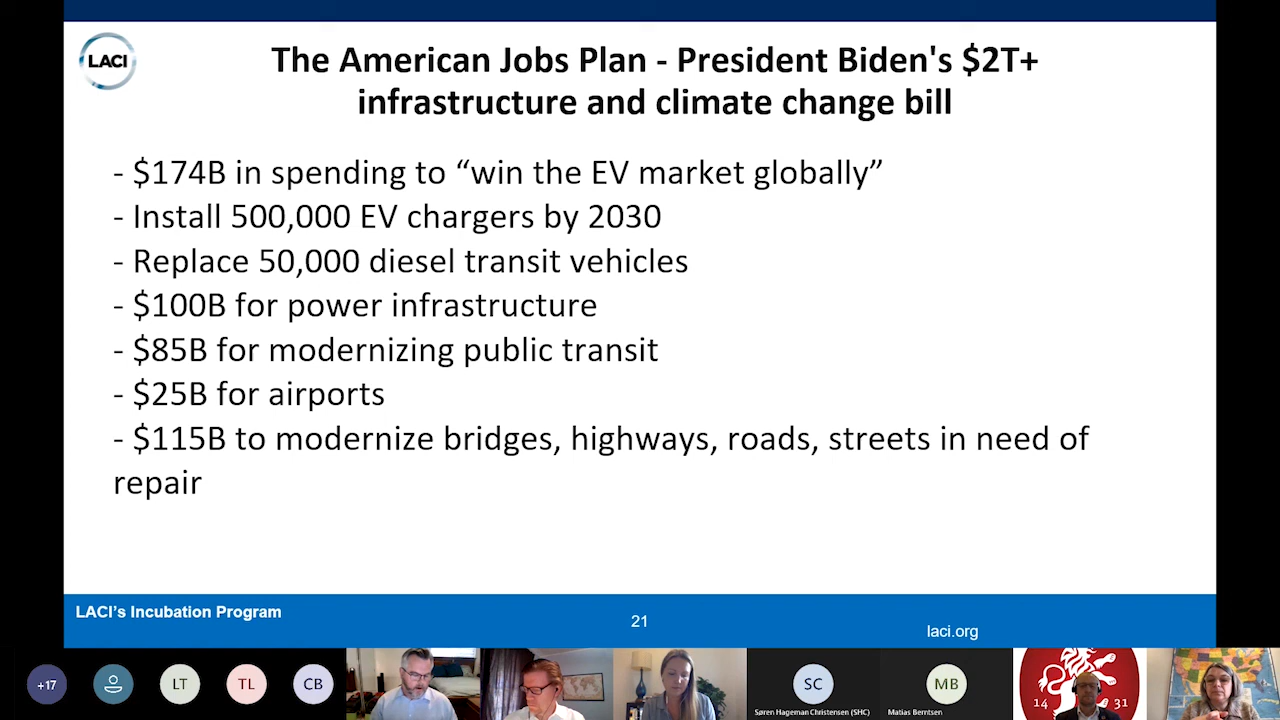 LACI
The American Jobs Plan - President Biden's $2T+
infrastructure and climate change bill
- $174B in spending to “win the EV market globally”
- Install 500,000 EV chargers by 2030
- Replace 50,000 diesel transit vehicles
- $100B for power infrastructure
- $85B for modernizing public transit
- $25B for airports
- $115B to modernize bridges, highways, roads, streets in need of
repair
LACI’s Incubation Program
21
laci.org
+17
LT
TL
CB
SC
Søren Hageman Christensen (SHC)
MB
Matias Berntsen
14 31